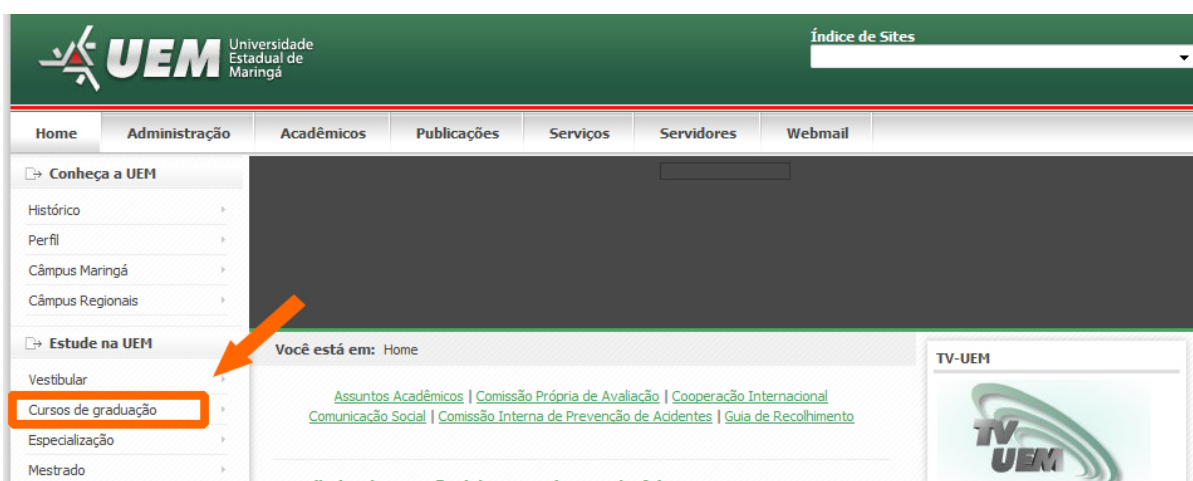 UEM
Universidade
Estadual de
Maringá
Índice de Sites
Home
Administração
Acadêmicos
Publicações
Serviços
Servidores
Webmail
Conheça a UEM
Histórico
Perfil
Câmpus Maringá
Câmpus Regionais
Estude na UEM
Vestibular
Cursos de graduação
Especialização
Mestrado
Você está em: Home
Assuntos Acadêmicos | Comissão Própria de Avaliação | Cooperação Internacional
Comunicação Social | Comissão Interna de Prevenção de Acidentes | Guia de Recolhimento
TV-UEM
TV
UEM